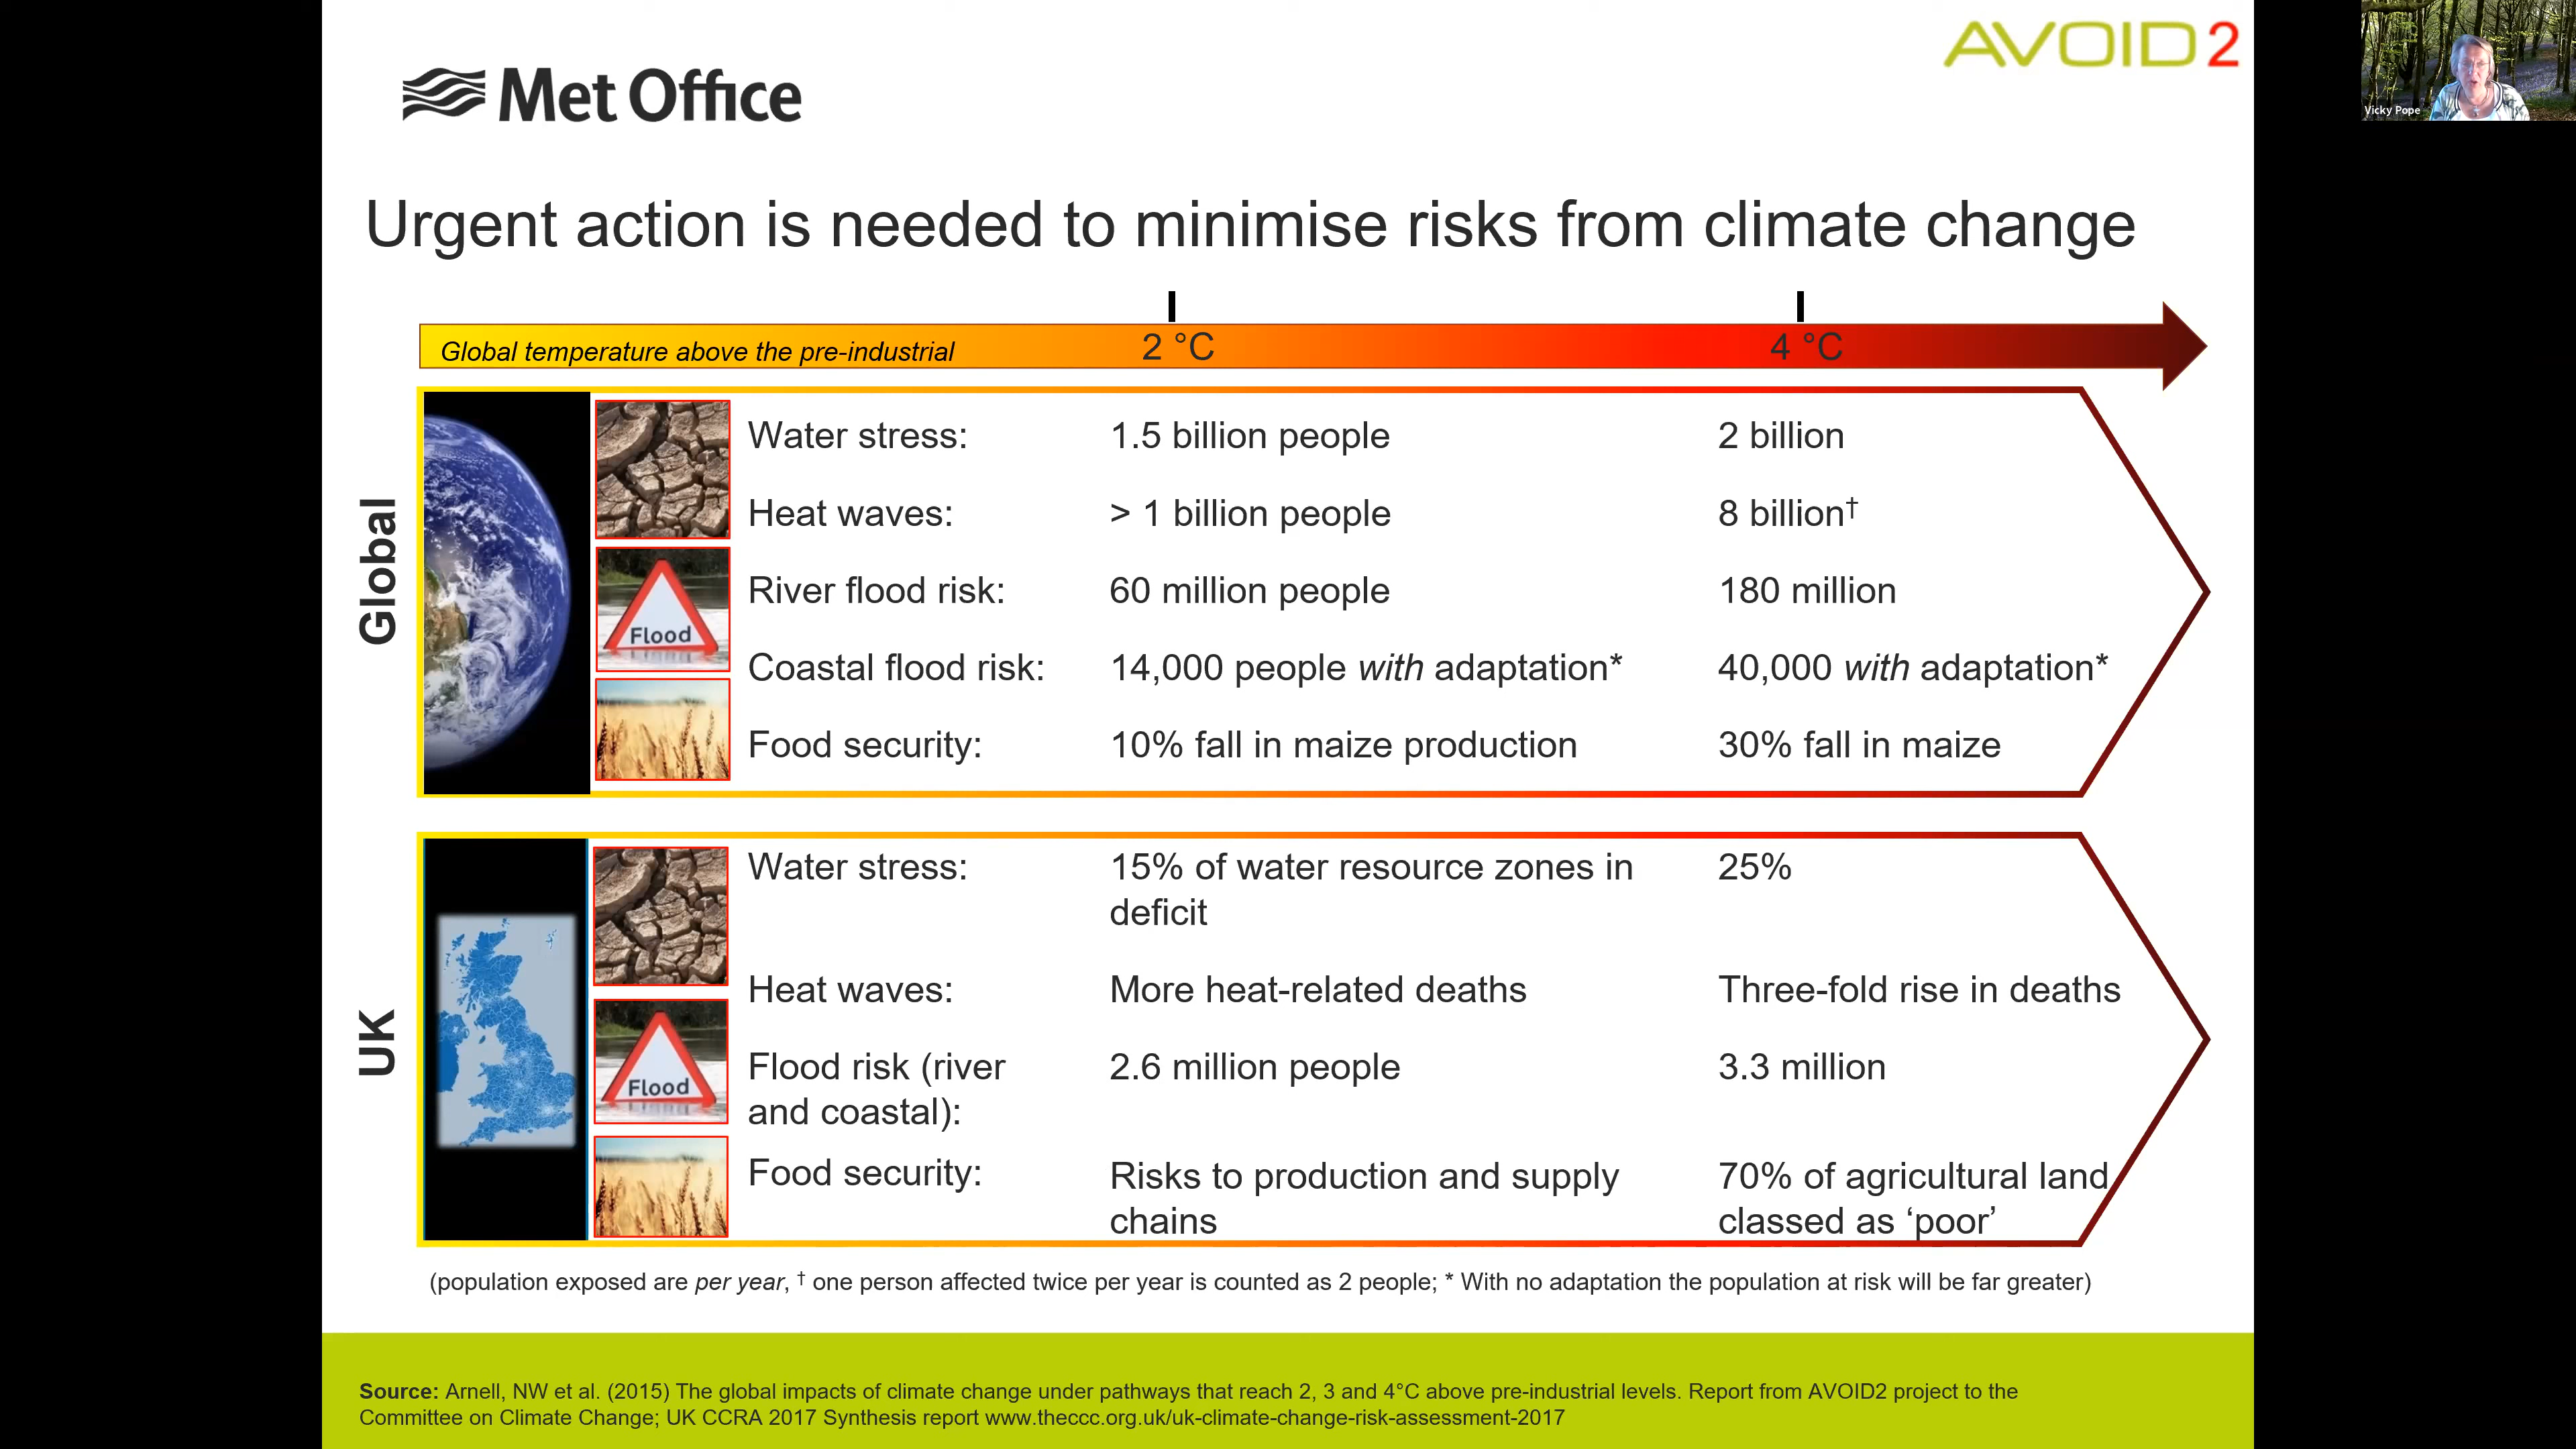 AVOID 2
Vicky Pope
Met Office
Urgent action is needed to minimise risks from climate change
Global temperature above the pre-industrial 2 °C 4 °C
Global
Water stress: 1.5 billion people 2 billion
Heat waves: > 1 billion people 8 billion†
River flood risk: 60 million people 180 million
Flood
Coastal flood risk: 14,000 people with adaptation* 40,000 with adaptation*
Food security: 10% fall in maize production 30% fall in maize
UK
Water stress: 15% of water resource zones in 25%
deficit
Heat waves: More heat-related deaths Three-fold rise in deaths
Flood risk (river 2.6 million people 3.3 million
Flood
and coastal):
Food security: Risks to production and supply 70% of agricultural land
chains classed as ‘poor’
(population exposed are per year, † one person affected twice per year is counted as 2 people; * With no adaptation the population at risk will be far greater)
Source: Arnell, NW et al. (2015) The global impacts of climate change under pathways that reach 2, 3 and 4°C above pre-industrial levels. Report from AVOID2 project to the
Committee on Climate Change; UK CCRA 2017 Synthesis report www.theccc.org.uk/uk-climate-change-risk-assessment-2017